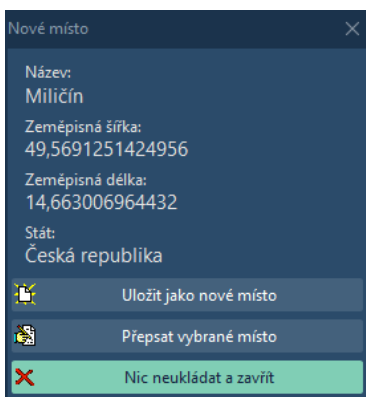 Nové místo
Název:
Miličín
Zeměpisná šířka:
49,5691251424956
Zeměpisná délka:
14,663006964432
Stát:
Česká republika
Uložit jako nové místo
Přepsat vybrané místo
Nic neukládat a zavřít